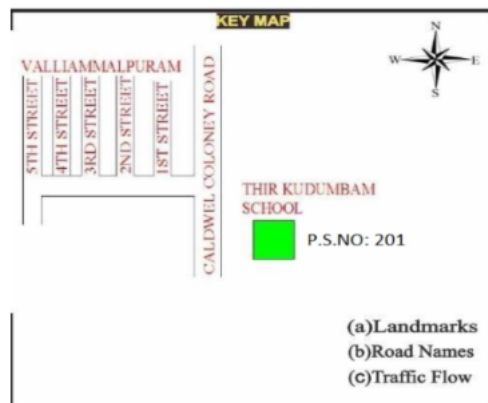 KEY MAP
N
W E
S
VALLIAMMALPURAM
5TH STREET
4TH STREET
3RD STREET
2ND STREET
1ST STREET
CALDWEL COLONEY ROAD
THIR KUDUMBAM
SCHOOL
P.S.NO: 201
(a)Landmarks
(b)Road Names
(c)Traffic Flow